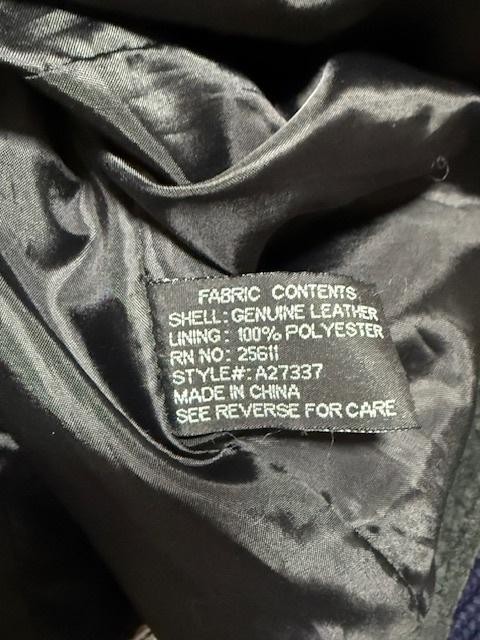 FABRIC CONTENTS
SHELL: GENUINE LEATHER
LINING: 100% POLYESTER
RN NO: 25611
STYLE#: A27337
MADE IN CHINA
SEE REVERSE FOR CARE